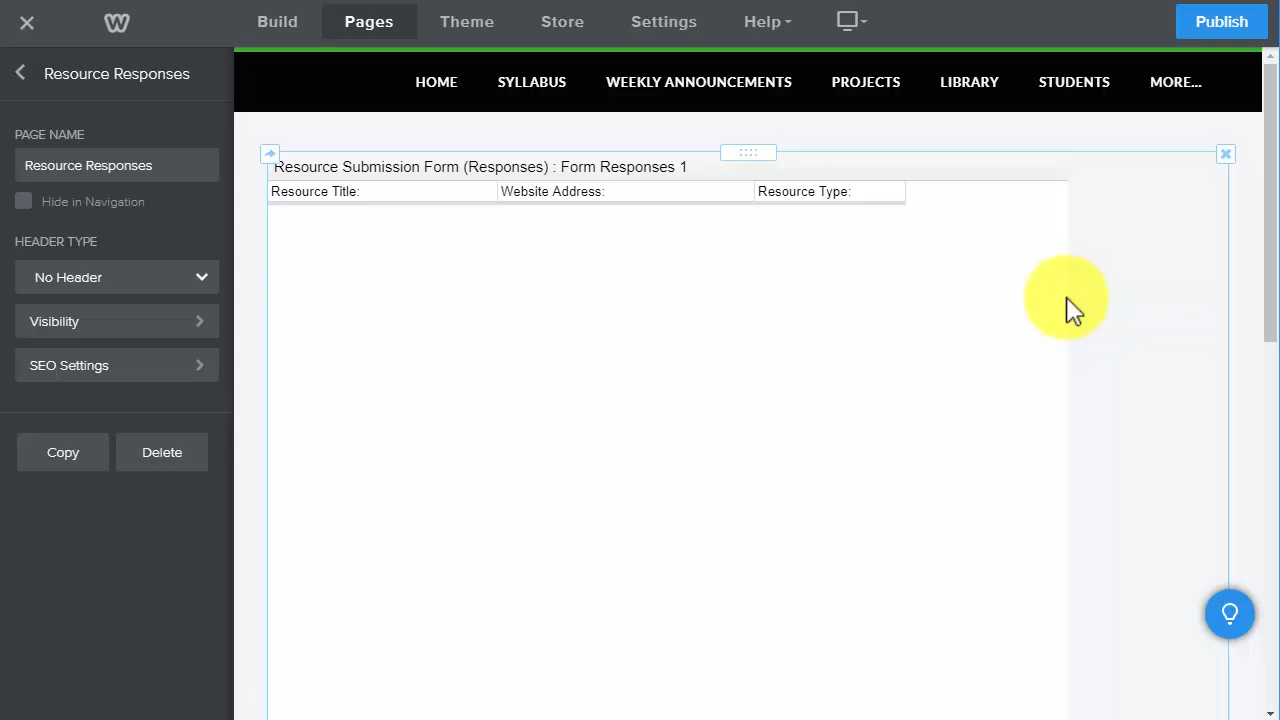 Build Pages Theme Store Settings Help Publish
Resource Responses
HOME SYLLABUS WEEKLY ANNOUNCEMENTS PROJECTS LIBRARY STUDENTS MORE...
PAGE NAME
Resource Responses
Hide in Navigation
HEADER TYPE
No Header
Visibility
SEO Settings
Copy Delete
Resource Submission Form (Responses) : Form Responses 1
Resource Title: Website Address: Resource Type: